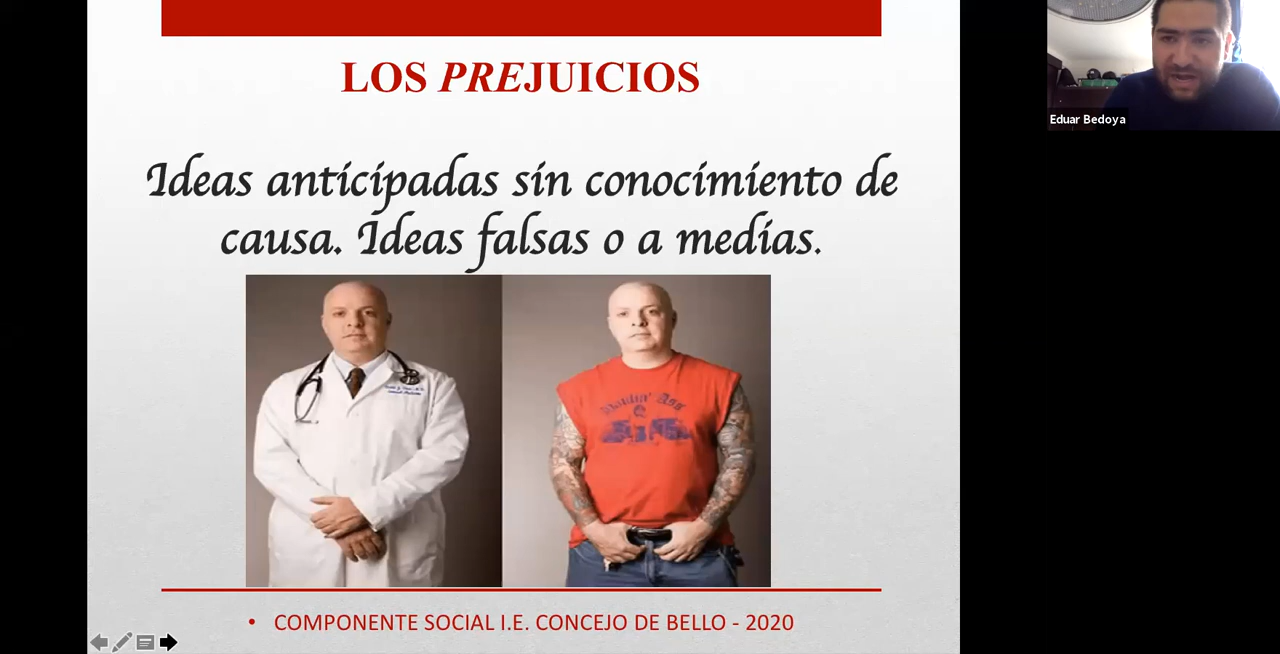 LOS PREJUICIOS
Ideas anticipadas sin conocimiento de
causa. Ideas falsas o a medias.
• COMPONENTE SOCIAL I.E. CONCEJO DE BELLO - 2020
Eduar Bedoya